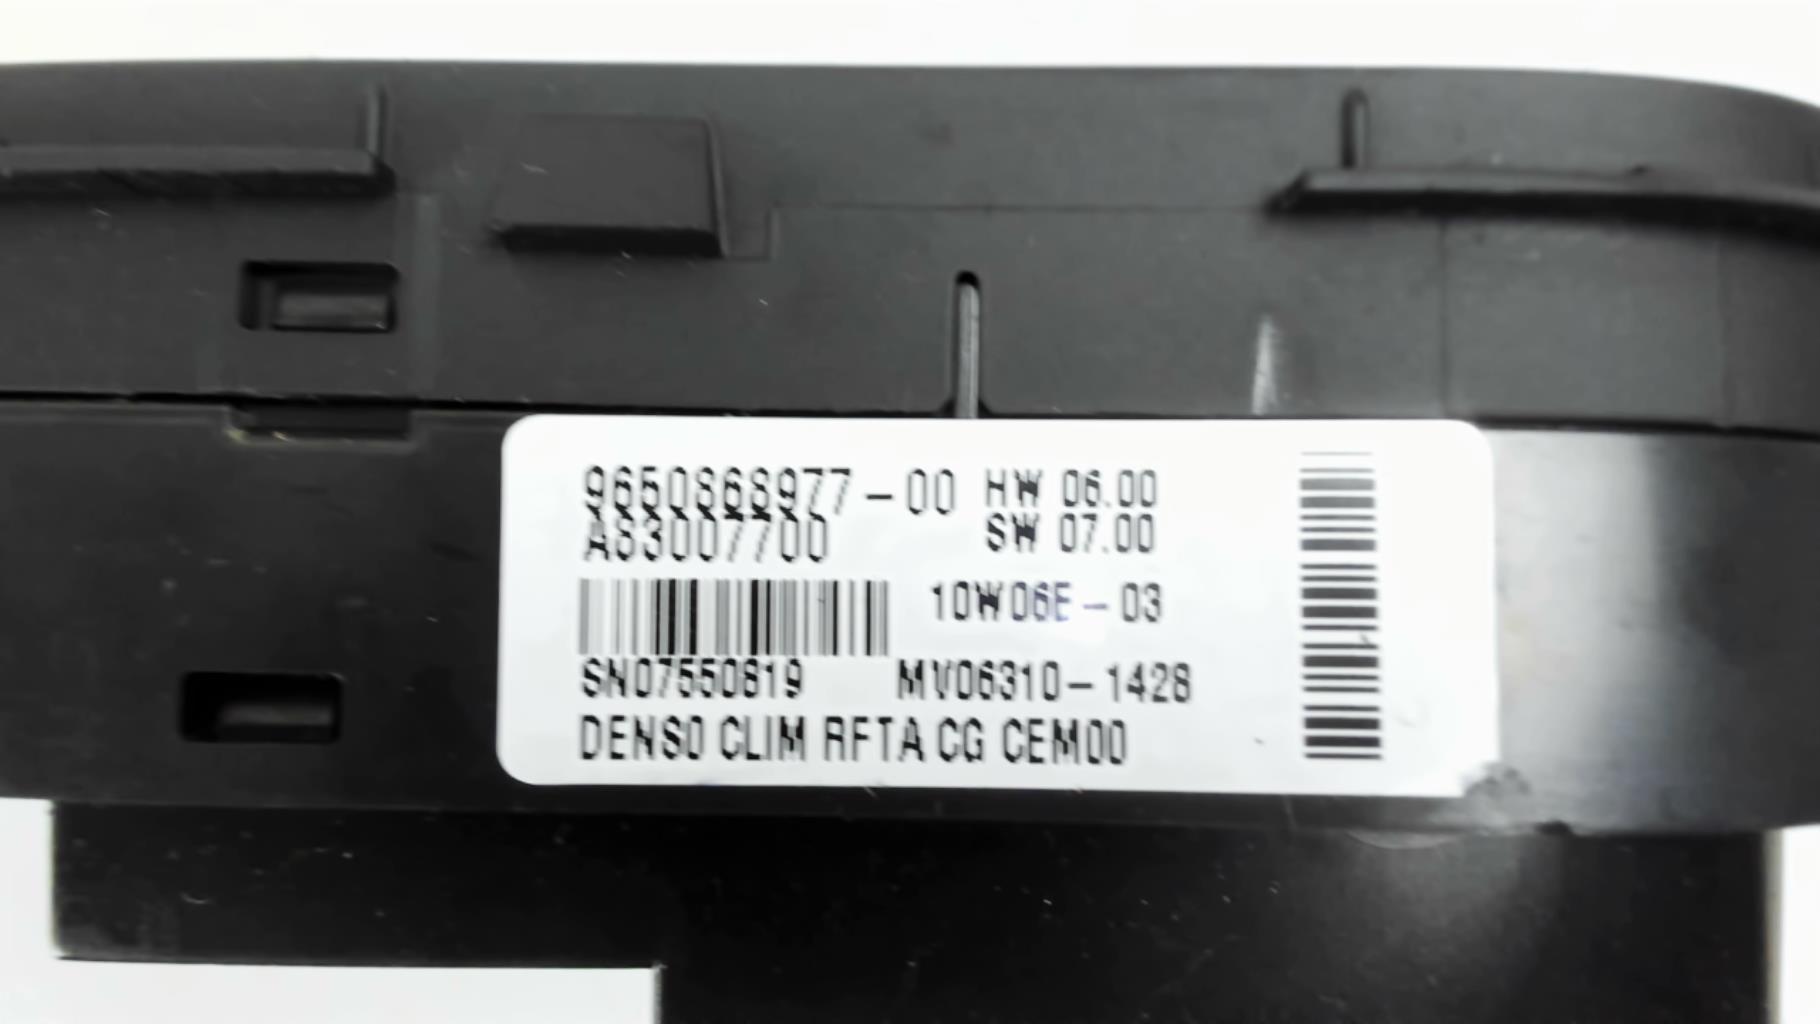 9650868977-00 HW 06.00
A83007700 SW 07.00
10W06E-03
SN07550819 MV06310-1428
DENSO CLIM RFTA CG CEM00
1